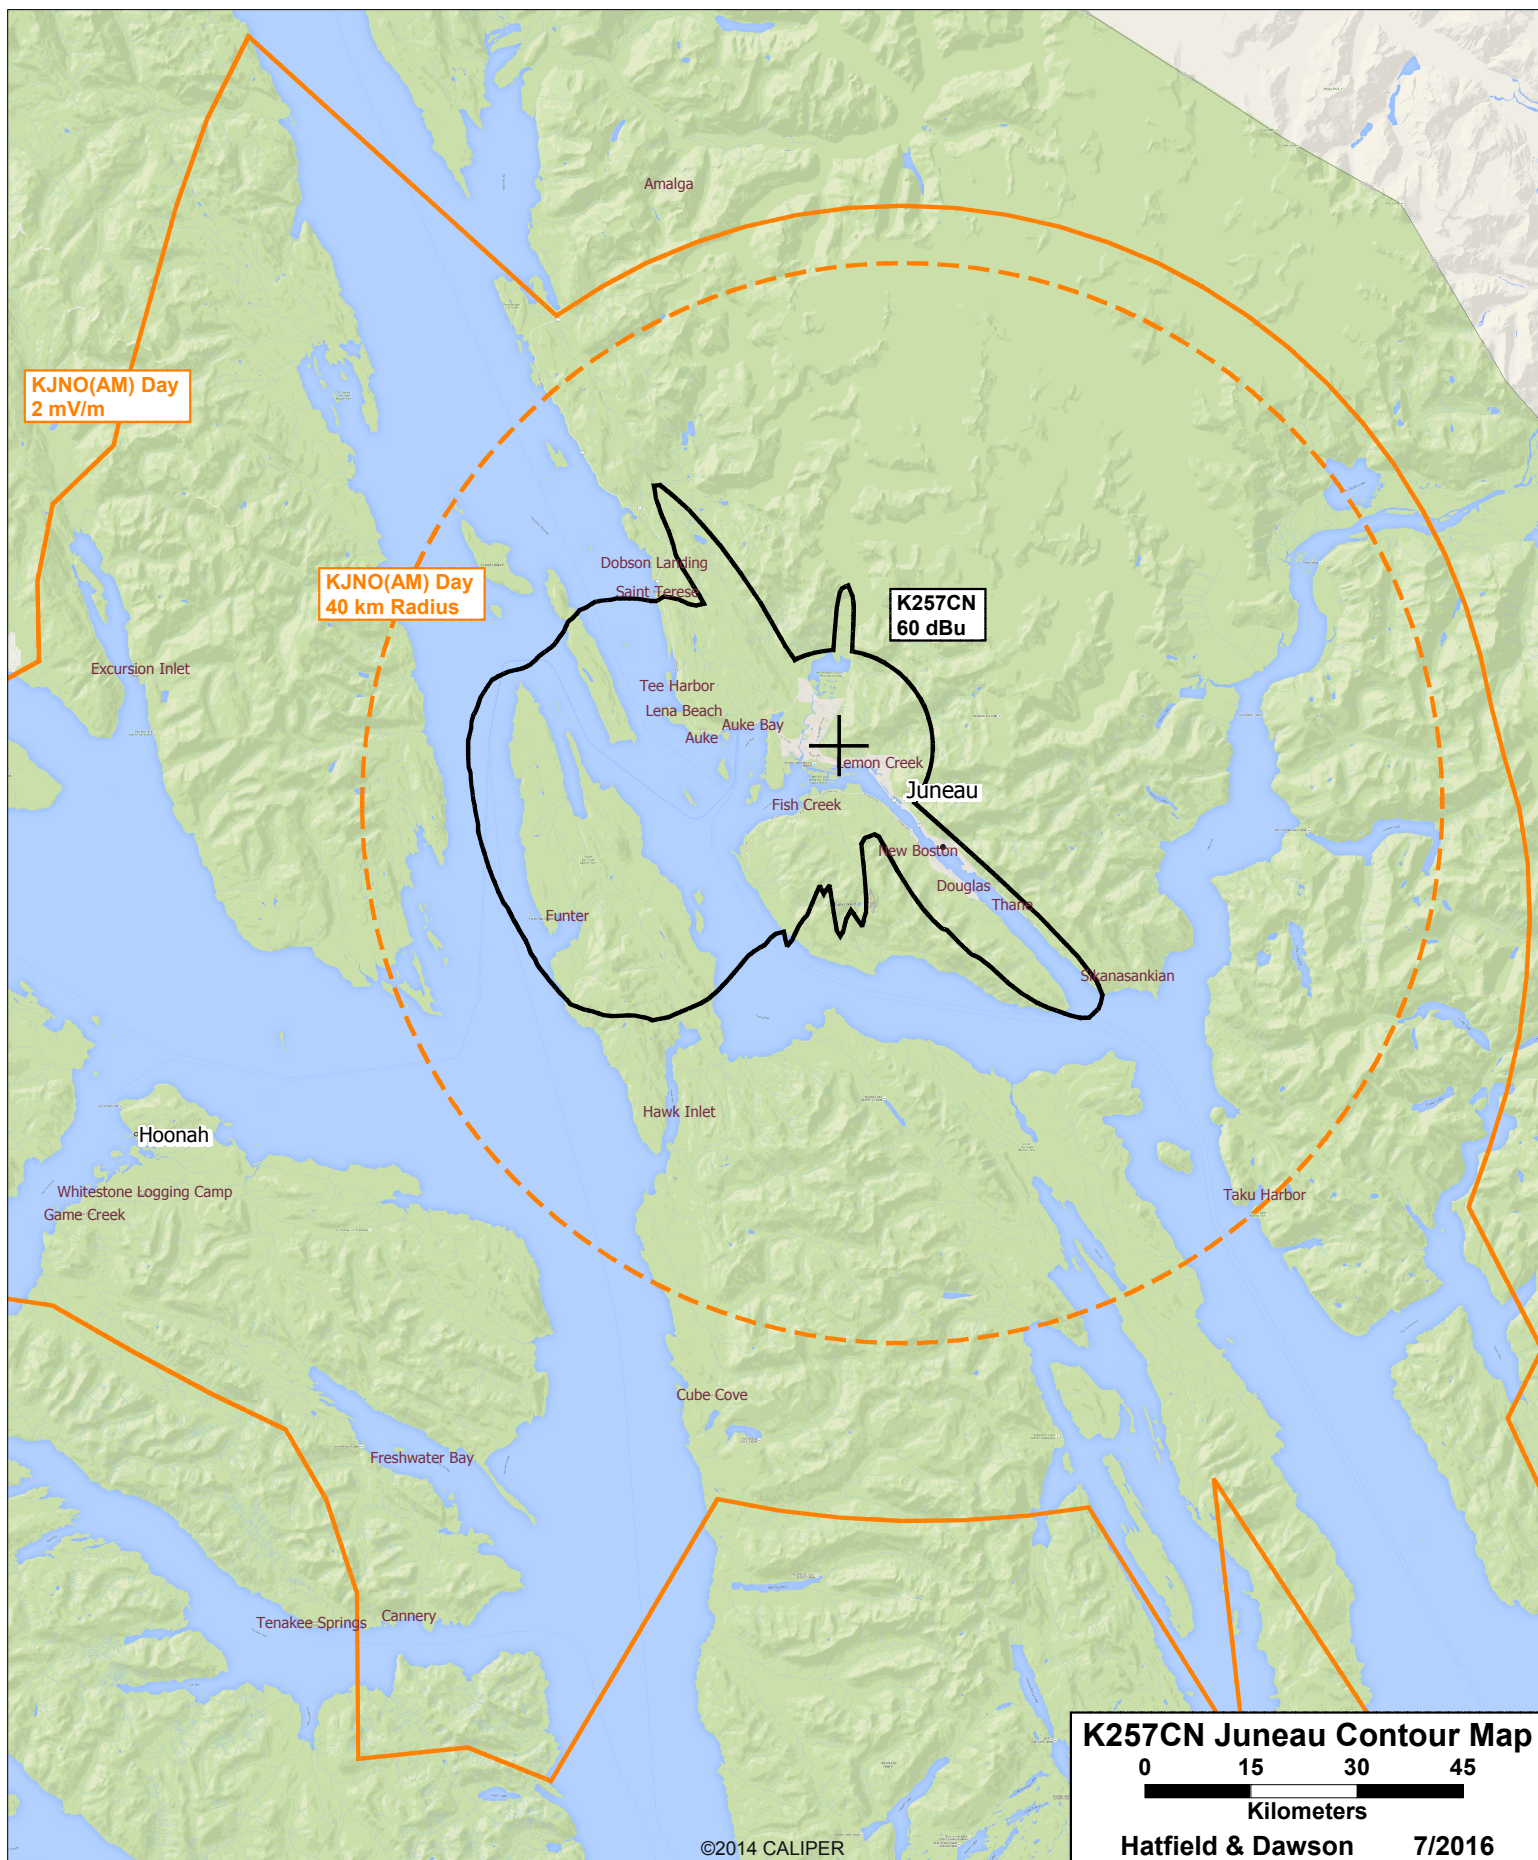 Amalga
KJNO(AM) Day
2 mV/m
Dobson Landing
KJNO(AM) Day
40 km Radius
Saint Terese
K257CN
60 dBu
Excursion Inlet
Tee Harbor
Lena Beach
Auke Bay
Auke
Lemon Creek
Juneau
Fish Creek
New Boston
Douglas
Thane
Funter
Sikanasankian
Hawk Inlet
Hoonah
Whitestone Logging Camp
Taku Harbor
Game Creek
Cube Cove
Freshwater Bay
Cannery
Tenakee Springs
K257CN Juneau Contour Map
0 15 30 45
Kilometers
Hatfield & Dawson 7/2016
©2014 CALIPER